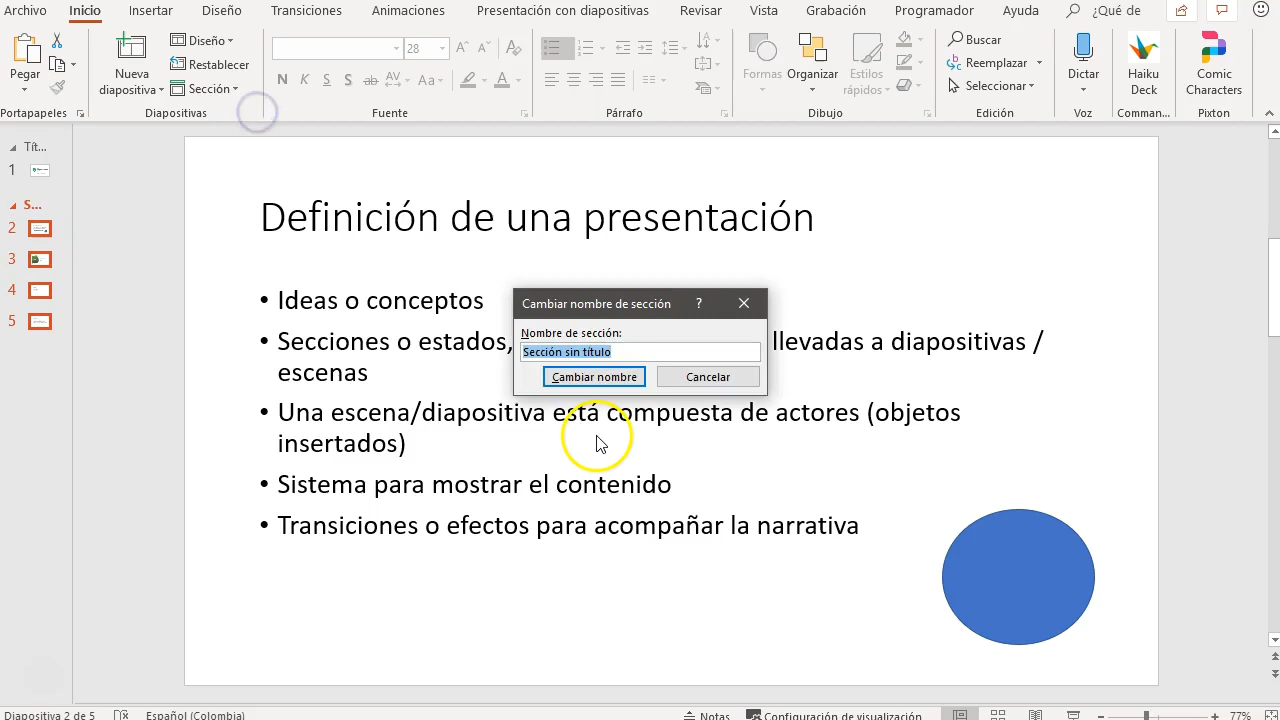 Archivo Inicio Insertar Diseño Transiciones Animaciones Presentación con diapositivas Revisar Vista Grabación Programador Ayuda ¿Qué de
Pegar
Portapapeles
Nueva
diapositiva
Diseño
Restablecer
Sección
Diapositivas
28
N K S S ab AV Aa A
Fuente
Párrafo
Formas
Organizar
Estilos
rápidos
Dibujo
Buscar
Reemplazar
Seleccionar
Edición
Dictar
Voz
Haiku
Deck
Comman...
Comic
Characters
Pixton
Tít...
1
S...
2
3
4
5
Definición de una presentación
• Ideas o conceptos
• Secciones o estados, llevadas a diapositivas /
escenas
• Una escena/diapositiva está compuesta de actores (objetos
insertados)
• Sistema para mostrar el contenido
• Transiciones o efectos para acompañar la narrativa
Cambiar nombre de sección ?
Nombre de sección:
Sección sin título
Cambiar nombre Cancelar
Diapositiva 2 de 5 Español (Colombia) Notas Configuración de visualización 77%